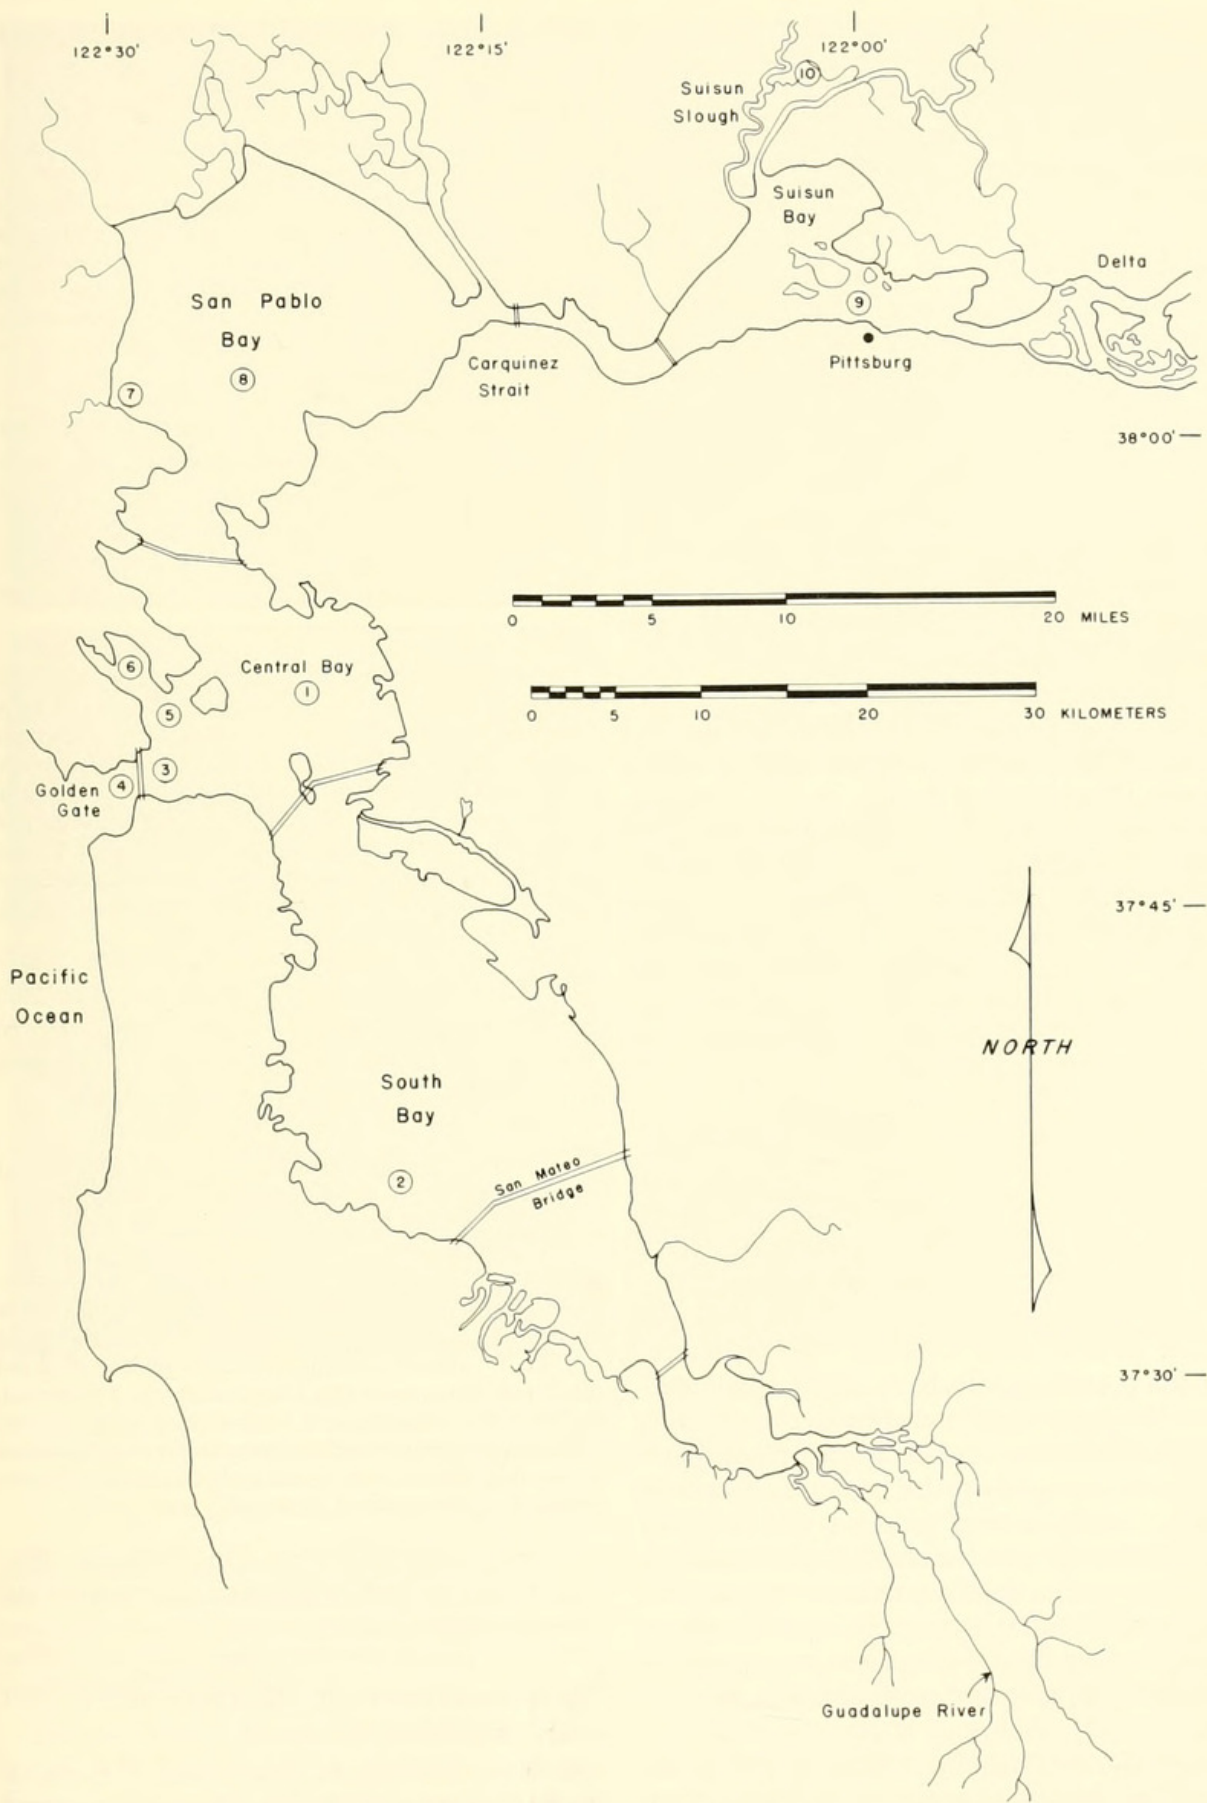 122°30'
122°15'
122°00'
Suisun
Slough
10
Suisun
Bay
Delta
San Pablo
Bay
9
Carquinez
Strait
Pittsburg
8
7
38°00'
0 5 10 20 MILES
Central Bay
6
1
5
0 5 10 20 30 KILOMETERS
3
4
Golden
Gate
37°45'
Pacific
Ocean
NORTH
South
Bay
San Mateo
Bridge
2
37°30'
Guadalupe River